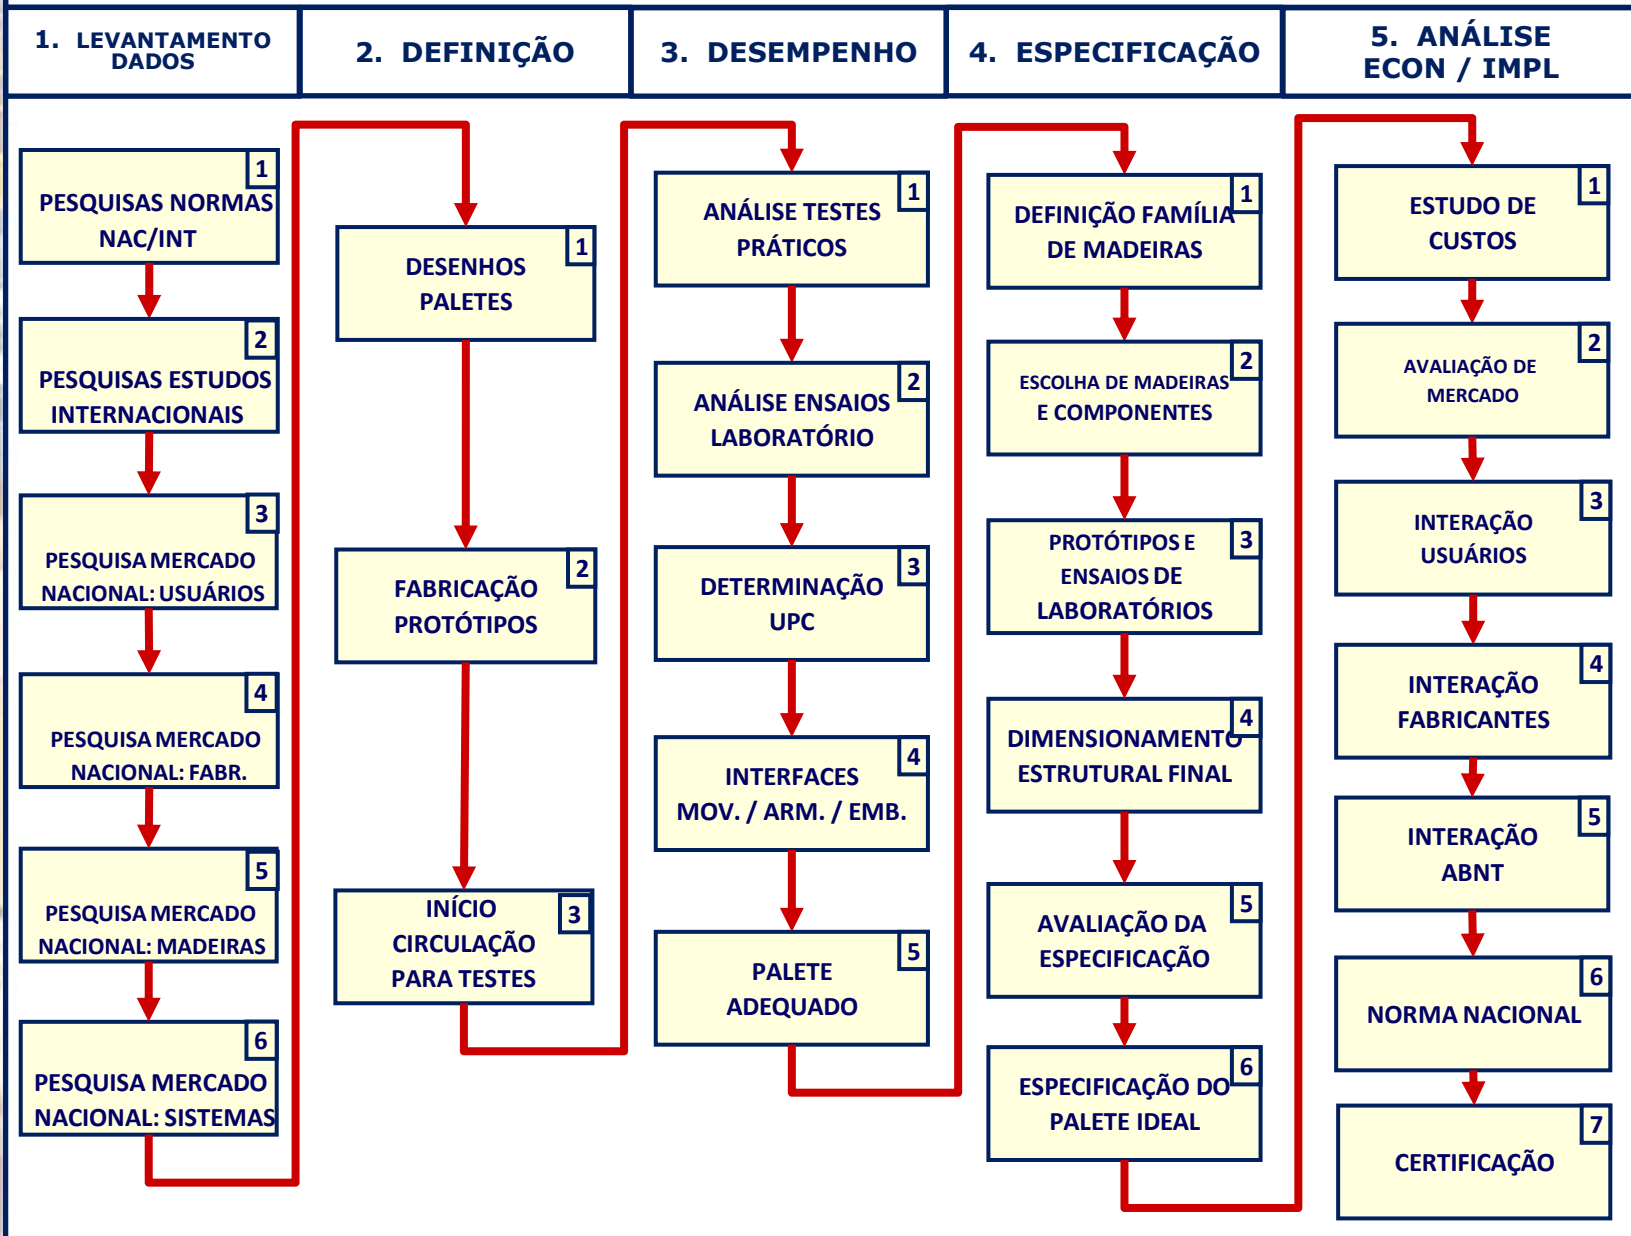 1. LEVANTAMENTO
DADOS
2. DEFINIÇÃO
3. DESEMPENHO
4. ESPECIFICAÇÃO
5. ANÁLISE
ECON / IMPL
1
PESQUISAS NORMAS
NAC/INT
2
PESQUISAS ESTUDOS
INTERNACIONAIS
3
PESQUISA MERCADO
NACIONAL: USUÁRIOS
4
PESQUISA MERCADO
NACIONAL: FABR.
5
PESQUISA MERCADO
NACIONAL: MADEIRAS
6
PESQUISA MERCADO
NACIONAL: SISTEMAS
1
DESENHOS
PALETES
2
FABRICAÇÃO
PROTÓTIPOS
3
INÍCIO
CIRCULAÇÃO
PARA TESTES
1
ANÁLISE TESTES
PRÁTICOS
2
ANÁLISE ENSAIOS
LABORATÓRIO
3
DETERMINAÇÃO
UPC
4
INTERFACES
MOV. / ARM. / EMB.
5
PALETE
ADEQUADO
1
DEFINIÇÃO FAMÍLIA
DE MADEIRAS
2
ESCOLHA DE MADEIRAS
E COMPONENTES
3
PROTÓTIPOS E
ENSAIOS DE
LABORATÓRIOS
4
DIMENSIONAMENTO
ESTRUTURAL FINAL
5
AVALIAÇÃO DA
ESPECIFICAÇÃO
6
ESPECIFICAÇÃO DO
PALETE IDEAL
1
ESTUDO DE
CUSTOS
2
AVALIAÇÃO DE
MERCADO
3
INTERAÇÃO
USUÁRIOS
4
INTERAÇÃO
FABRICANTES
5
INTERAÇÃO
ABNT
6
NORMA NACIONAL
7
CERTIFICAÇÃO